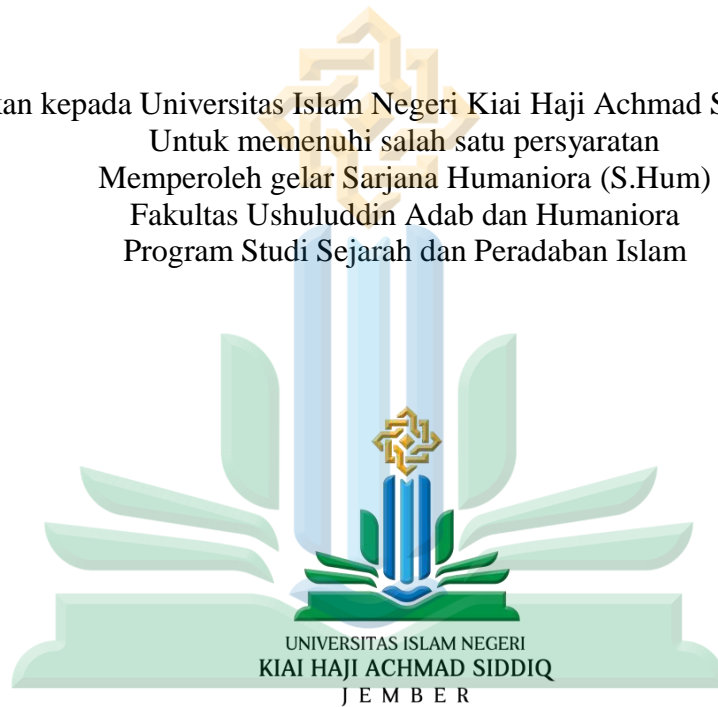 kepada Universitas Islam Negeri Kiai Haji Achmad
Untuk memenuhi salah satu persyaratan
Memperoleh gelar Sarjana Humaniora (S.Hum)
Fakultas Ushuluddin Adab dan Humaniora
Program Studi Sejarah dan Peradaban Islam
UNIVERSITAS ISLAM NEGERI
KIAI HAJI ACHMAD SIDDIQ
JEMBER